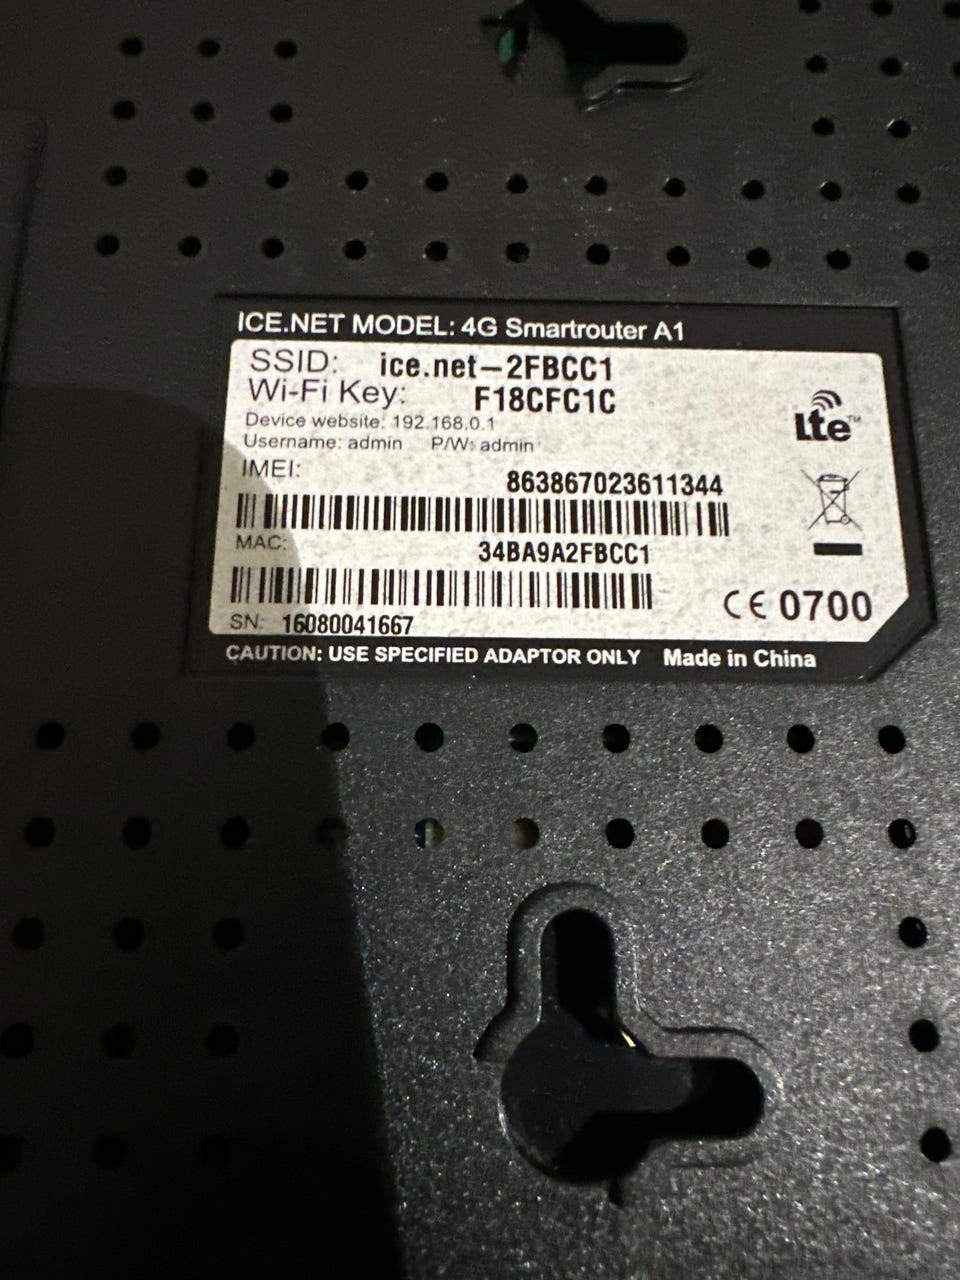 ICE.NET MODEL: 4G Smartrouter A1
SSID: ice.net-2FBCC1
Wi-Fi Key: F18CFC1C
Device website: 192.168.0.1
Username: admin P/W: admin
lte™
IMEI: 863867023611344
MAC: 34BA9A2FBCC1
SN: 16080041667
CE 0700
CAUTION: USE SPECIFIED ADAPTOR ONLY Made in China